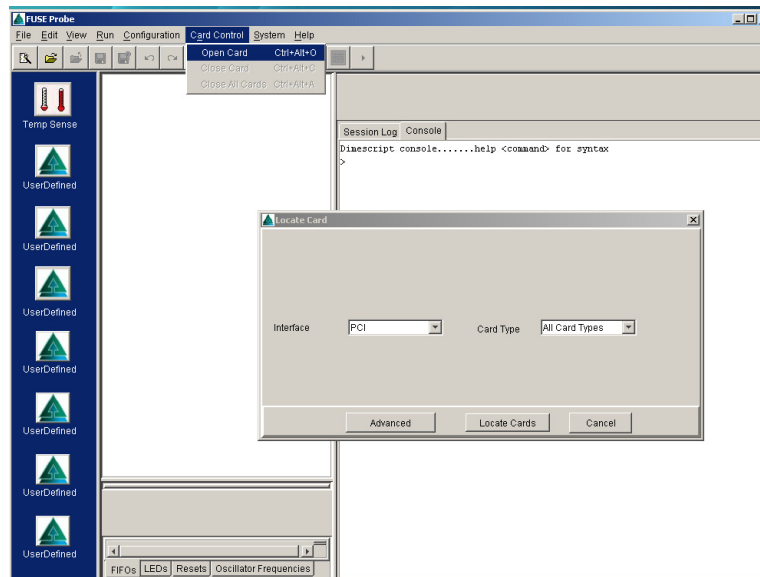 FUSE Probe
File Edit View Run Configuration Card Control System Help
Open Card Ctrl+Alt+O
Close Card Ctrl+Alt+C
Close All Cards Ctrl+Alt+A
Temp Sense
UserDefined
UserDefined
UserDefined
UserDefined
UserDefined
UserDefined
UserDefined
Session Log Console
Dimescript console.......help <command> for syntax
>
Locate Card
Interface PCI Card Type All Card Types
Advanced Locate Cards Cancel
FIFOs LEDs Resets Oscillator Frequencies